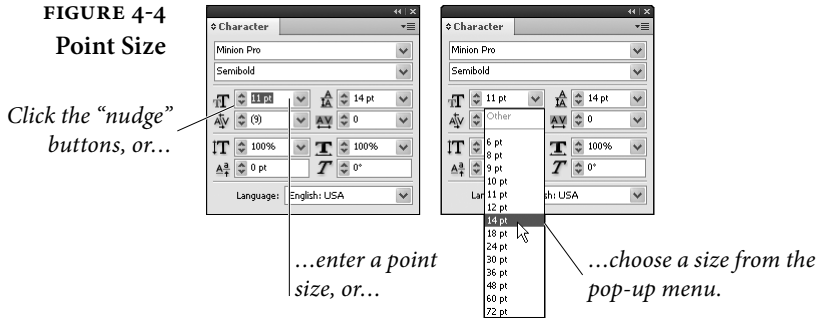 FIGURE 4-4
Point Size
Click the “nudge”
buttons, or…
Character
Minion Pro
Semibold
11 pt
14 pt
(9)
0
100%
100%
0 pt
0°
Language: English: USA
…enter a point
size, or…
Character
Minion Pro
Semibold
11 pt
14 pt
Other
0
100%
0°
La
sh: USA
6 pt
8 pt
9 pt
10 pt
11 pt
12 pt
14 pt
18 pt
24 pt
30 pt
36 pt
48 pt
60 pt
72 pt
…choose a size from the
pop-up menu.